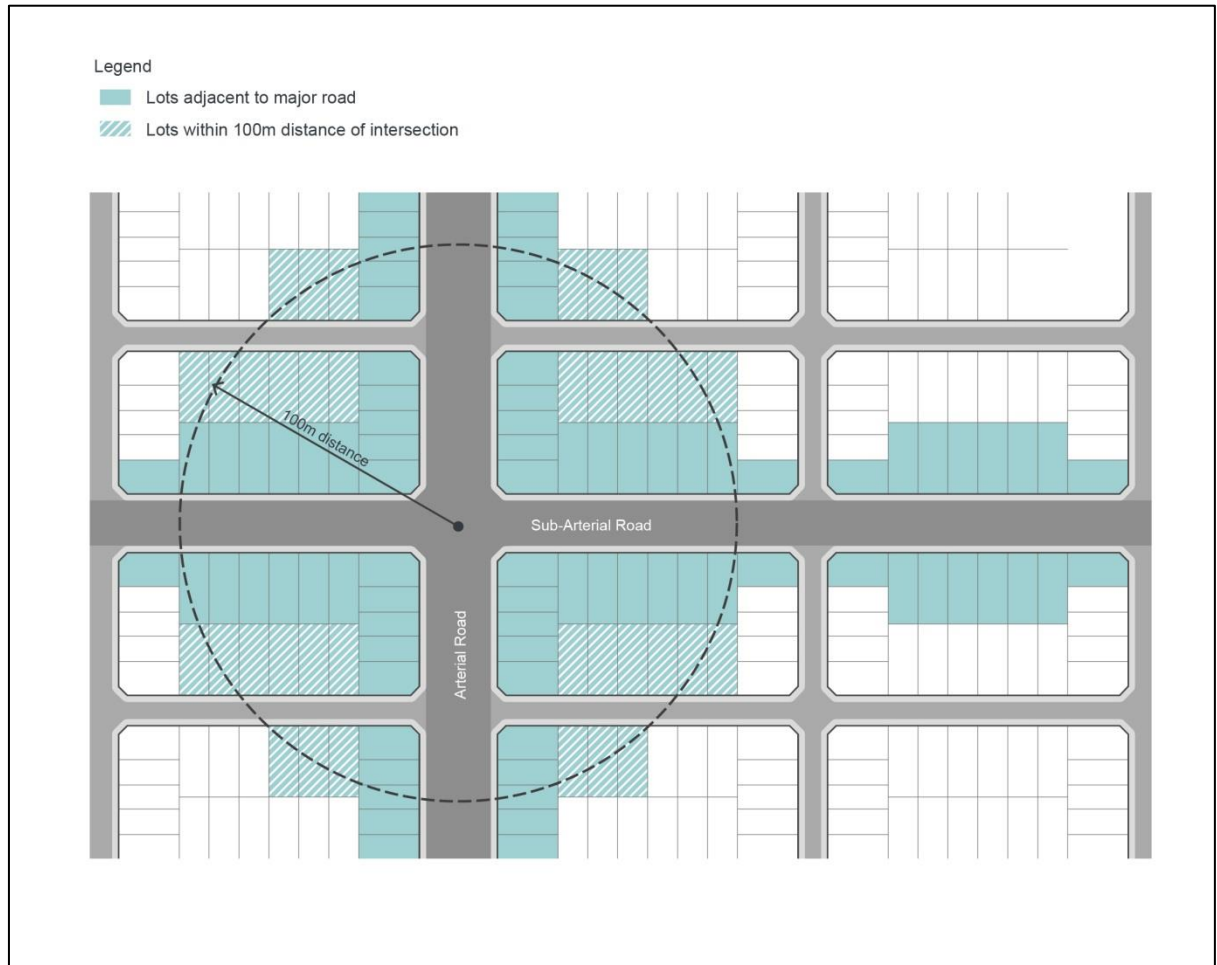 Legend
Lots adjacent to major road
Lots within 100m distance of intersection
100m distance
Sub-Arterial Road
Arterial Road